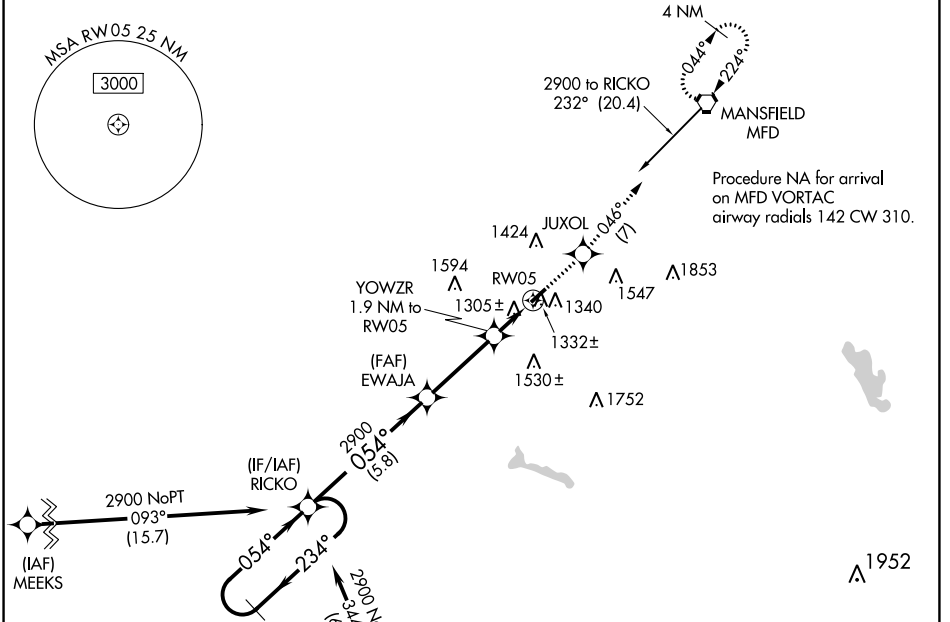 MSA RW05 25 NM
3000
4 NM
044°
224°
2900 to RICKO
232° (20.4)
MANSFIELD
MFD
Procedure NA for arrival
on MFD VORTAC
airway radials 142 CW 310.
JUXOL
046°
(7)
1424
1594
RW05
1853
1547
YOWZR
1.9 NM to
RW05
1305±
1340
1332±
(FAF)
EWAJA
1530±
1752
2900
054°
(5.8)
(IF/IAF)
RICKO
2900 NoPT
093°
(15.7)
(IAF)
MEEKS
054°
234°
2900 N
344
1952